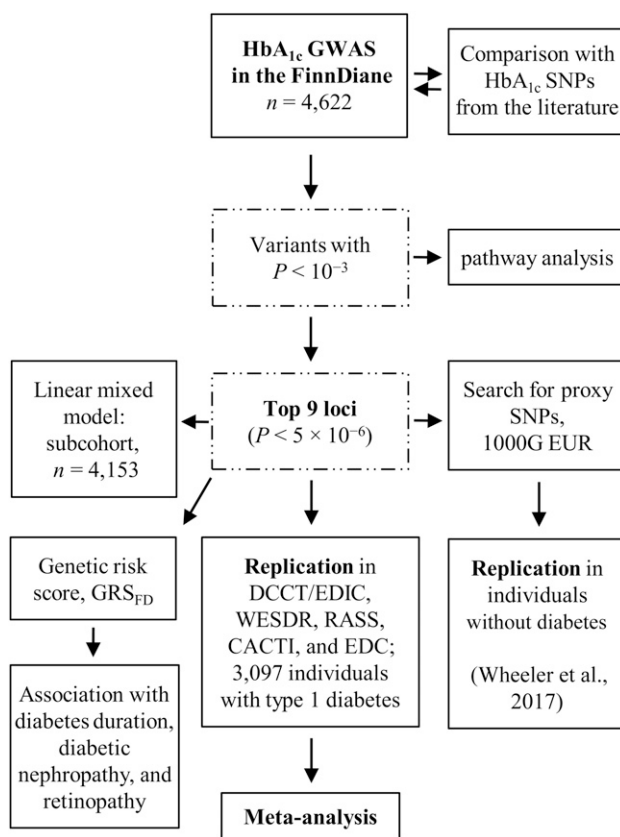 HbA1c GWAS
in the FinnDiane
n = 4,622
Comparison with
HbA1c SNPs
from the literature
Variants with
P < 10⁻³
pathway analysis
Linear mixed
model:
subcohort,
n = 4,153
Top 9 loci
(P < 5 × 10⁻⁶)
Search for proxy
SNPs,
1000G EUR
Genetic risk
score, GRSFD
Replication in
DCCT/EDIC,
WESDR, RASS,
CACTI, and EDC;
3,097 individuals
with type 1 diabetes
Replication in
individuals
without diabetes
(Wheeler et al.,
2017)
Association with
diabetes duration,
diabetic
nephropathy, and
retinopathy
Meta-analysis